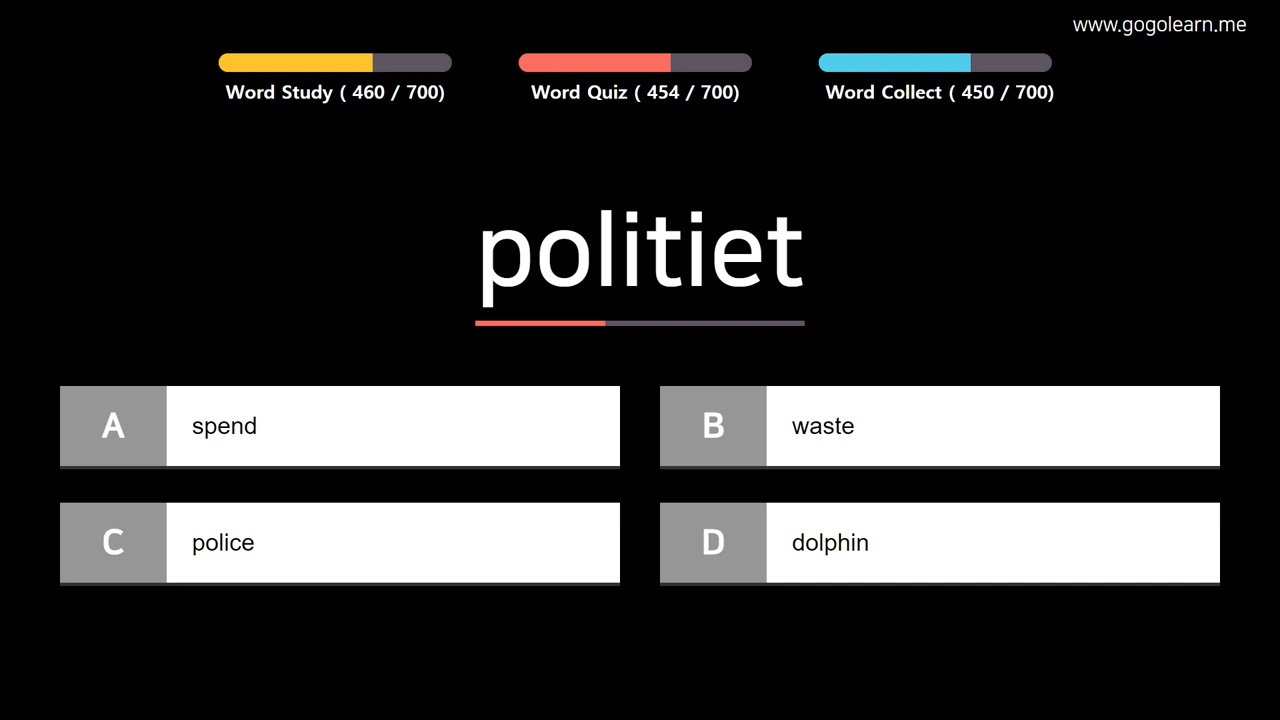 www.gogolearn.me
Word Study ( 460 / 700)
Word Quiz ( 454 / 700)
Word Collect ( 450 / 700)
politiet
A spend
B waste
C police
D dolphin